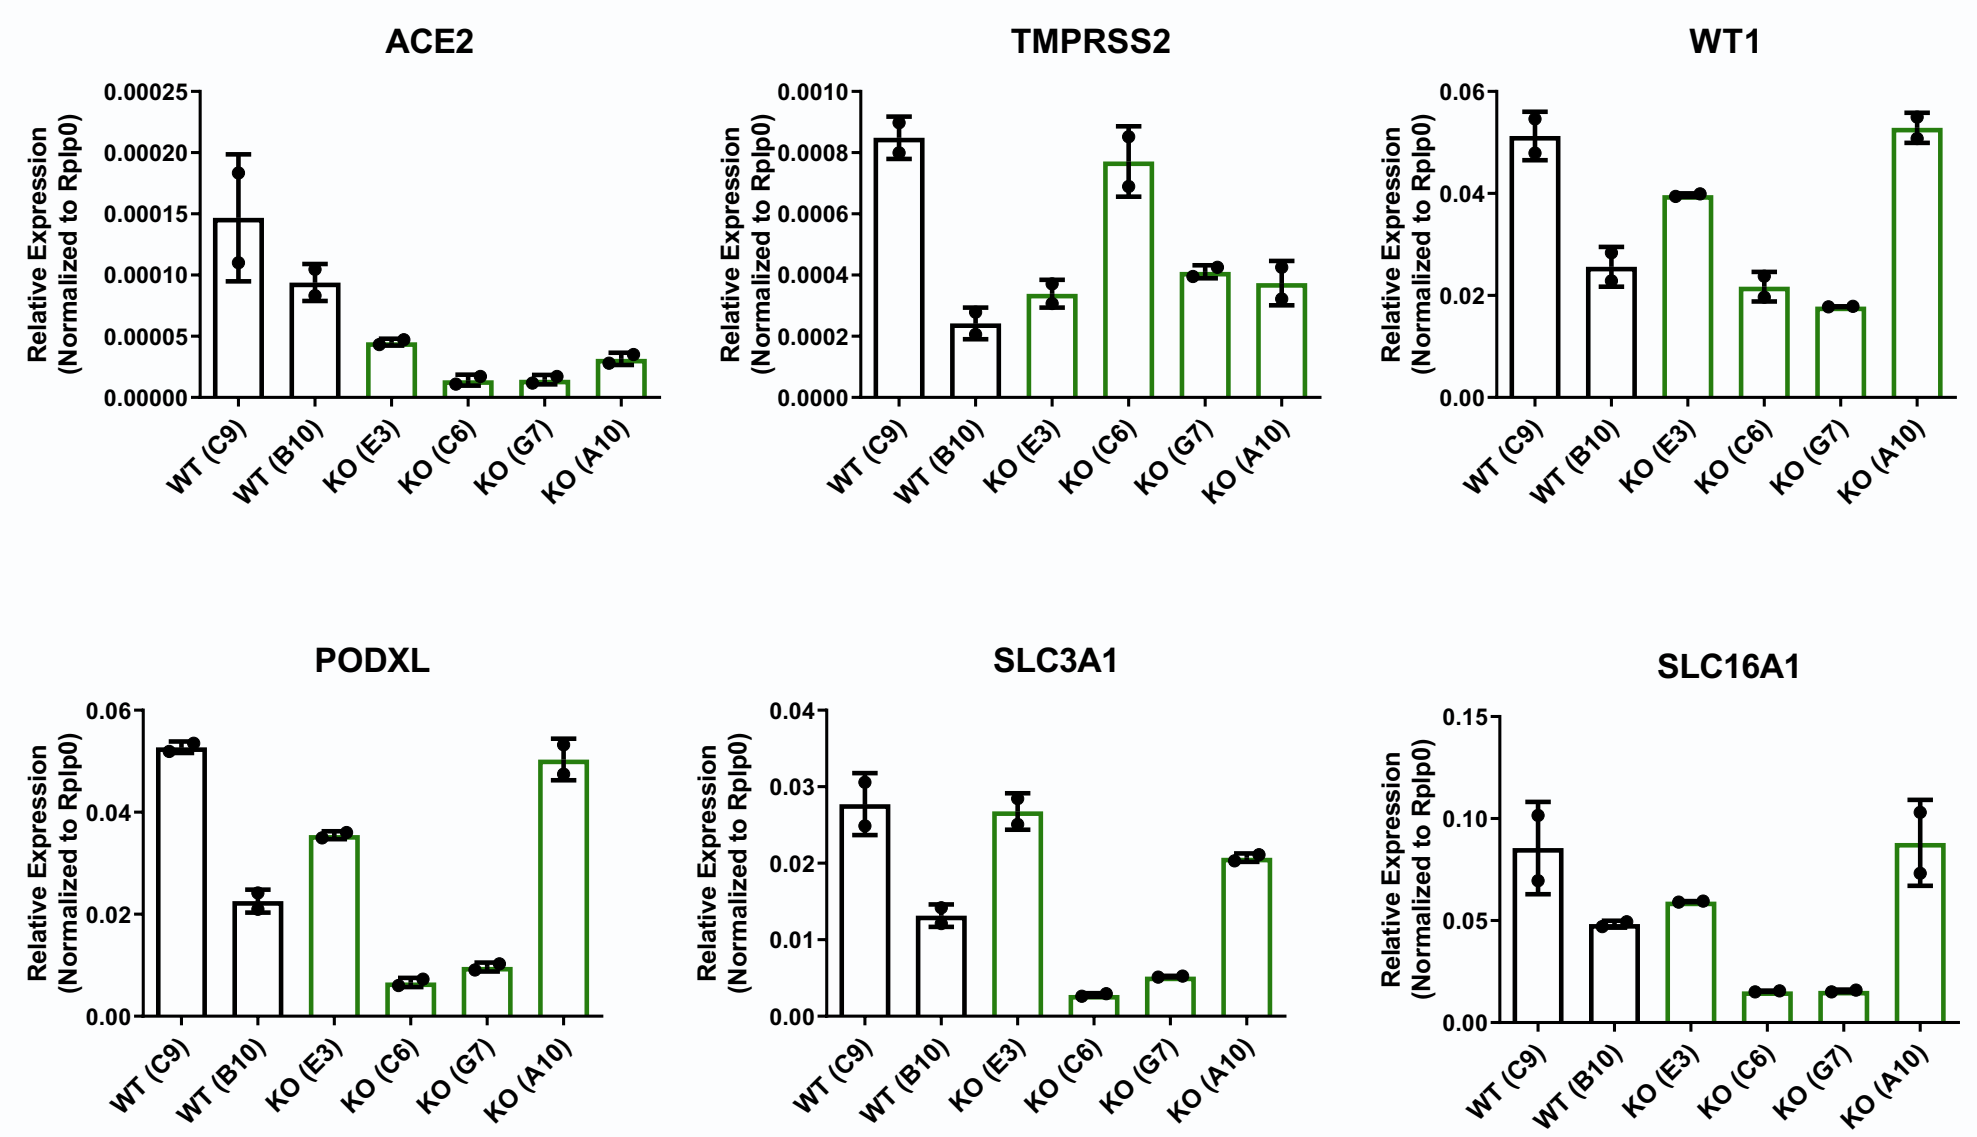 ACE2
Relative Expression
(Normalized to Rplp0)
0.00025
0.00020
0.00015
0.00010
0.00005
0.00000
WT (C9)
WT (B10)
KO (E3)
KO (C6)
KO (G7)
KO (A10)
TMPRSS2
Relative Expression
(Normalized to Rplp0)
0.0010
0.0008
0.0006
0.0004
0.0002
0.0000
WT (C9)
WT (B10)
KO (E3)
KO (C6)
KO (G7)
KO (A10)
WT1
Relative Expression
(Normalized to Rplp0)
0.06
0.04
0.02
0.00
WT (C9)
WT (B10)
KO (E3)
KO (C6)
KO (G7)
KO (A10)
PODXL
Relative Expression
(Normalized to Rplp0)
0.06
0.04
0.02
0.00
WT (C9)
WT (B10)
KO (E3)
KO (C6)
KO (G7)
KO (A10)
SLC3A1
Relative Expression
(Normalized to Rplp0)
0.04
0.03
0.02
0.01
0.00
WT (C9)
WT (B10)
KO (E3)
KO (C6)
KO (G7)
KO (A10)
SLC16A1
Relative Expression
(Normalized to Rplp0)
0.15
0.10
0.05
0.00
WT (C9)
WT (B10)
KO (E3)
KO (C6)
KO (G7)
KO (A10)